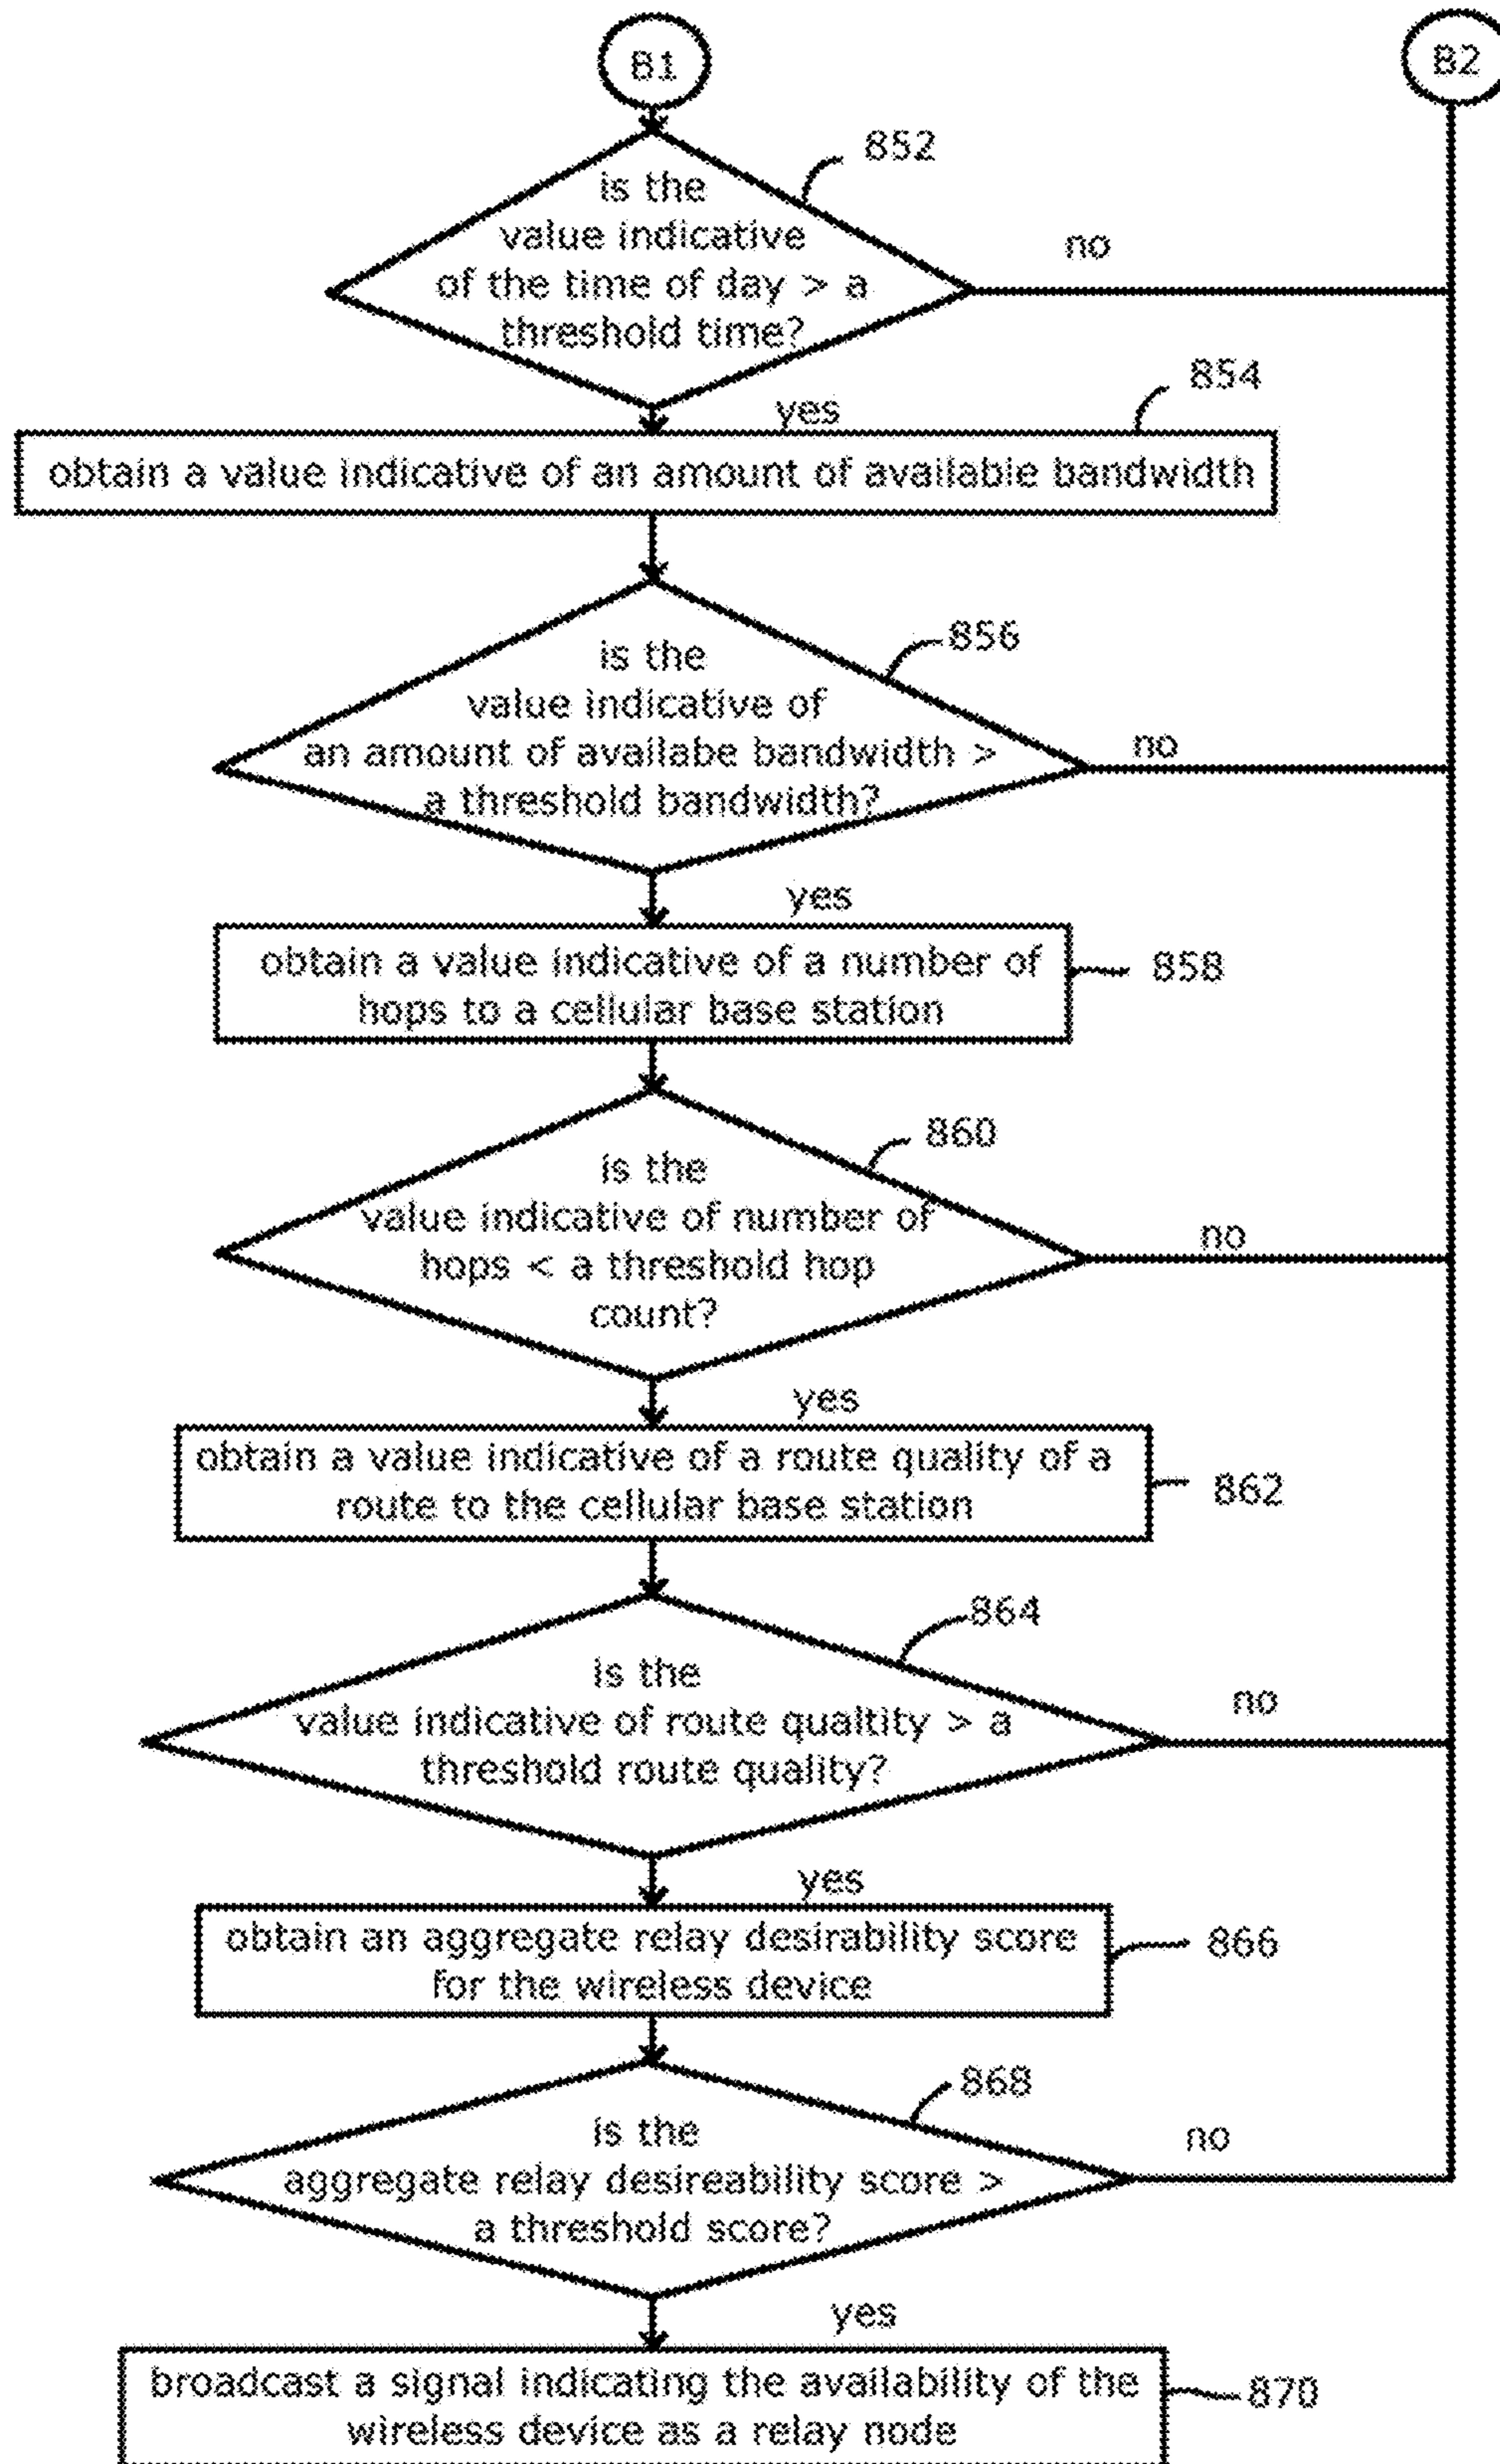 B1
B2
852
is the
value indicative
of the time of day > a
threshold time?
no
yes
854
obtain a value indicative of an amount of available bandwidth
856
is the
value indicative of
an amount of availabe bandwidth >
a threshold bandwidth?
no
yes
obtain a value indicative of a number of
hops to a cellular base station
858
860
is the
value indicative of number of
hops < a threshold hop
count?
no
yes
obtain a value indicative of a route quality of a
route to the cellular base station
862
864
is the
value indicative of route qualtity > a
threshold route quality?
no
yes
obtain an aggregate relay desirability score
for the wireless device
866
868
is the
aggregate relay desireability score >
a threshold score?
no
yes
broadcast a signal indicating the availability of the
wireless device as a relay node
870